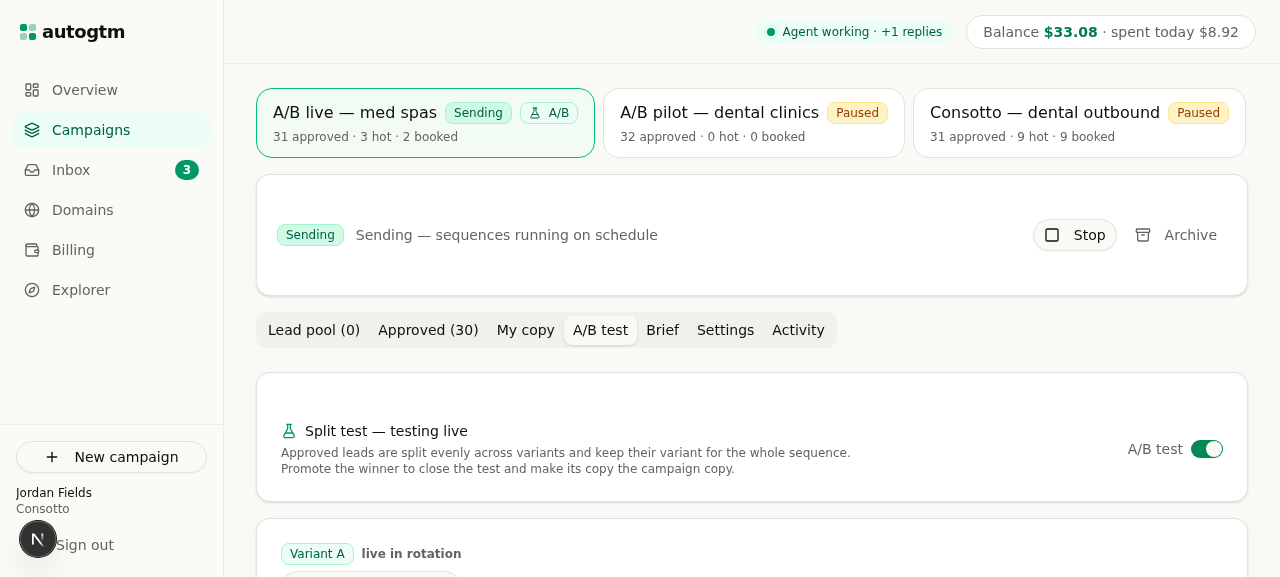 autogtm
Agent working · +1 replies
Balance $33.08 · spent today $8.92
Overview
Campaigns
Inbox 3
Domains
Billing
Explorer
New campaign
Jordan Fields
Consotto
N Sign out
A/B live — med spas Sending A/B
31 approved · 3 hot · 2 booked
A/B pilot — dental clinics Paused
32 approved · 0 hot · 0 booked
Consotto — dental outbound Paused
31 approved · 9 hot · 9 booked
Sending Sending — sequences running on schedule Stop Archive
Lead pool (0) Approved (30) My copy A/B test Brief Settings Activity
Split test — testing live
Approved leads are split evenly across variants and keep their variant for the whole sequence.
Promote the winner to close the test and make its copy the campaign copy.
A/B test
Variant A live in rotation